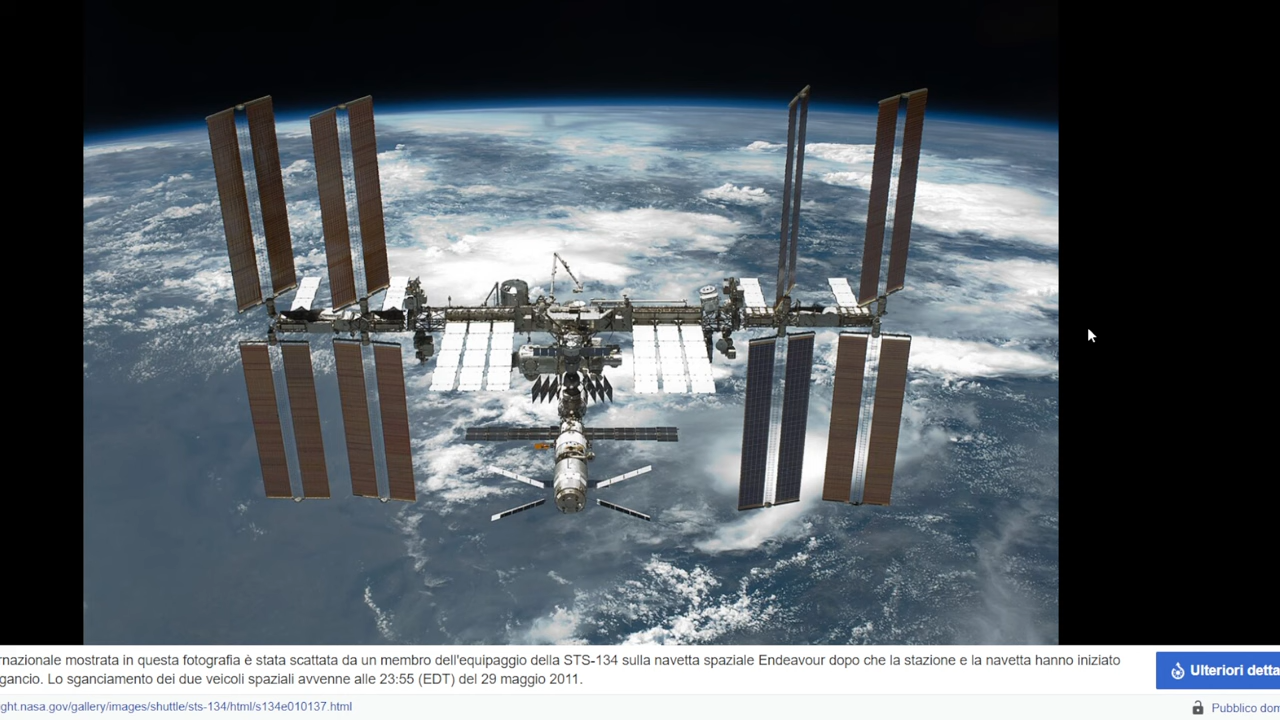 rnazionale mostrata in questa fotografia è stata scattata da un membro dell'equipaggio della STS-134 sulla navetta spaziale Endeavour dopo che la stazione e la navetta hanno iniziato
gancio. Lo sganciamento dei due veicoli spaziali avvenne alle 23:55 (EDT) del 29 maggio 2011.
Ulteriori detta
ght.nasa.gov/gallery/images/shuttle/sts-134/html/s134e010137.html
Pubblico dom